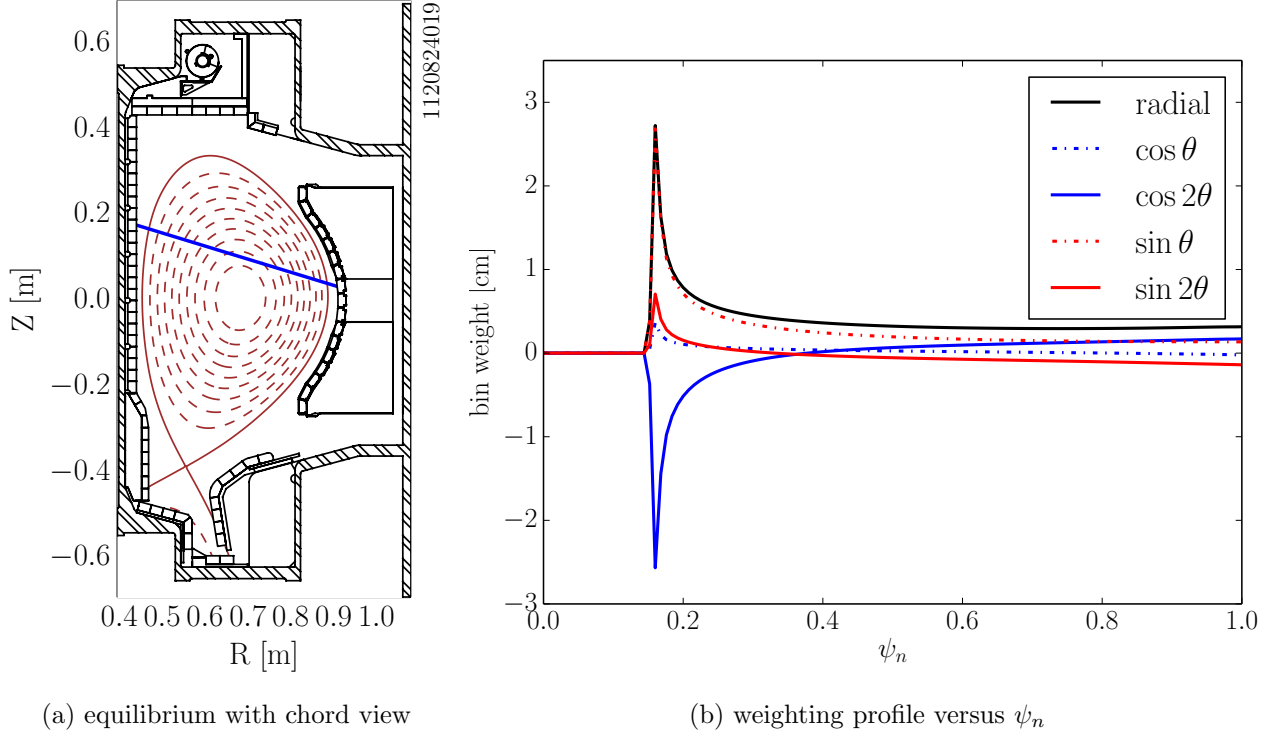 0.6
0.4
0.2
0.0
−0.2
−0.4
−0.6
Z [m]
0.4 0.5 0.6 0.7 0.8 0.9 1.0
R [m]
1120824019
(a) equilibrium with chord view
3
2
1
0
−1
−2
−3
bin weight [cm]
0.0 0.2 0.4 0.6 0.8 1.0
ψn
radial
cos θ
cos 2θ
sin θ
sin 2θ
(b) weighting profile versus ψn